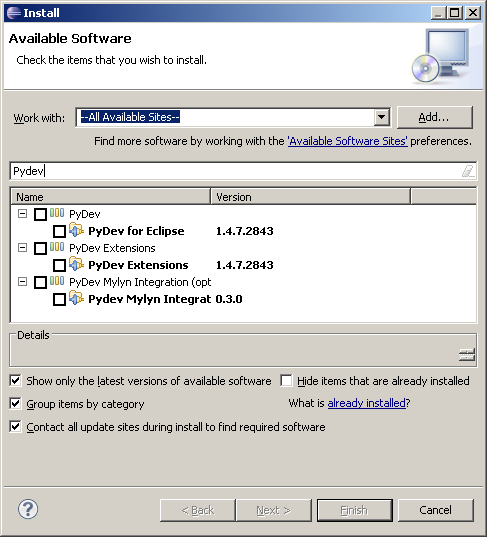 Install
Available Software
Check the items that you wish to install.
Work with: --All Available Sites-- Add...
Find more software by working with the 'Available Software Sites' preferences.
Pydev
Name Version
PyDev
PyDev for Eclipse 1.4.7.2843
PyDev Extensions
PyDev Extensions 1.4.7.2843
PyDev Mylyn Integration (opt
Pydev Mylyn Integrat 0.3.0
Details
Show only the latest versions of available software Hide items that are already installed
Group items by category What is already installed?
Contact all update sites during install to find required software
? < Back Next > Finish Cancel